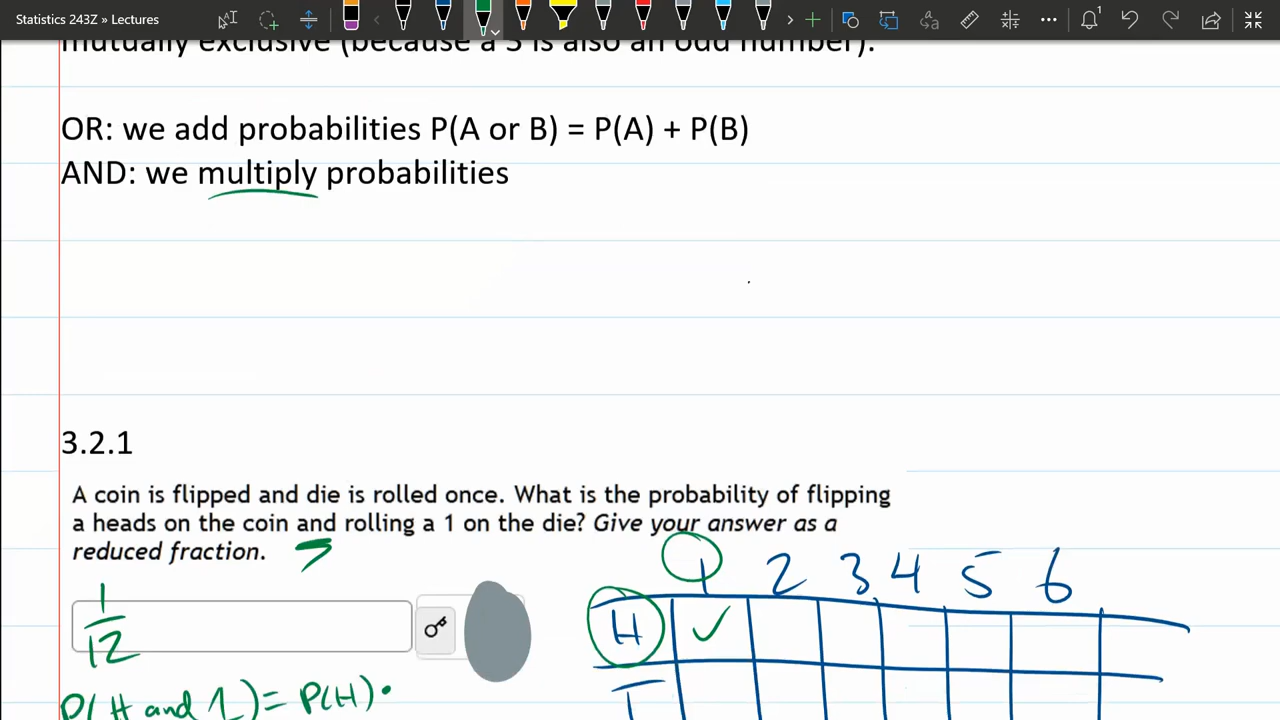 Statistics 243Z » Lectures
mutually exclusive (because a 3 is also an odd number).
OR: we add probabilities P(A or B) = P(A) + P(B)
AND: we multiply probabilities
3.2.1
A coin is flipped and die is rolled once. What is the probability of flipping
a heads on the coin and rolling a 1 on the die? Give your answer as a
reduced fraction.
1 2 3 4 5 6
1
12
H ✓
P(H and 1) = P(H) •
T